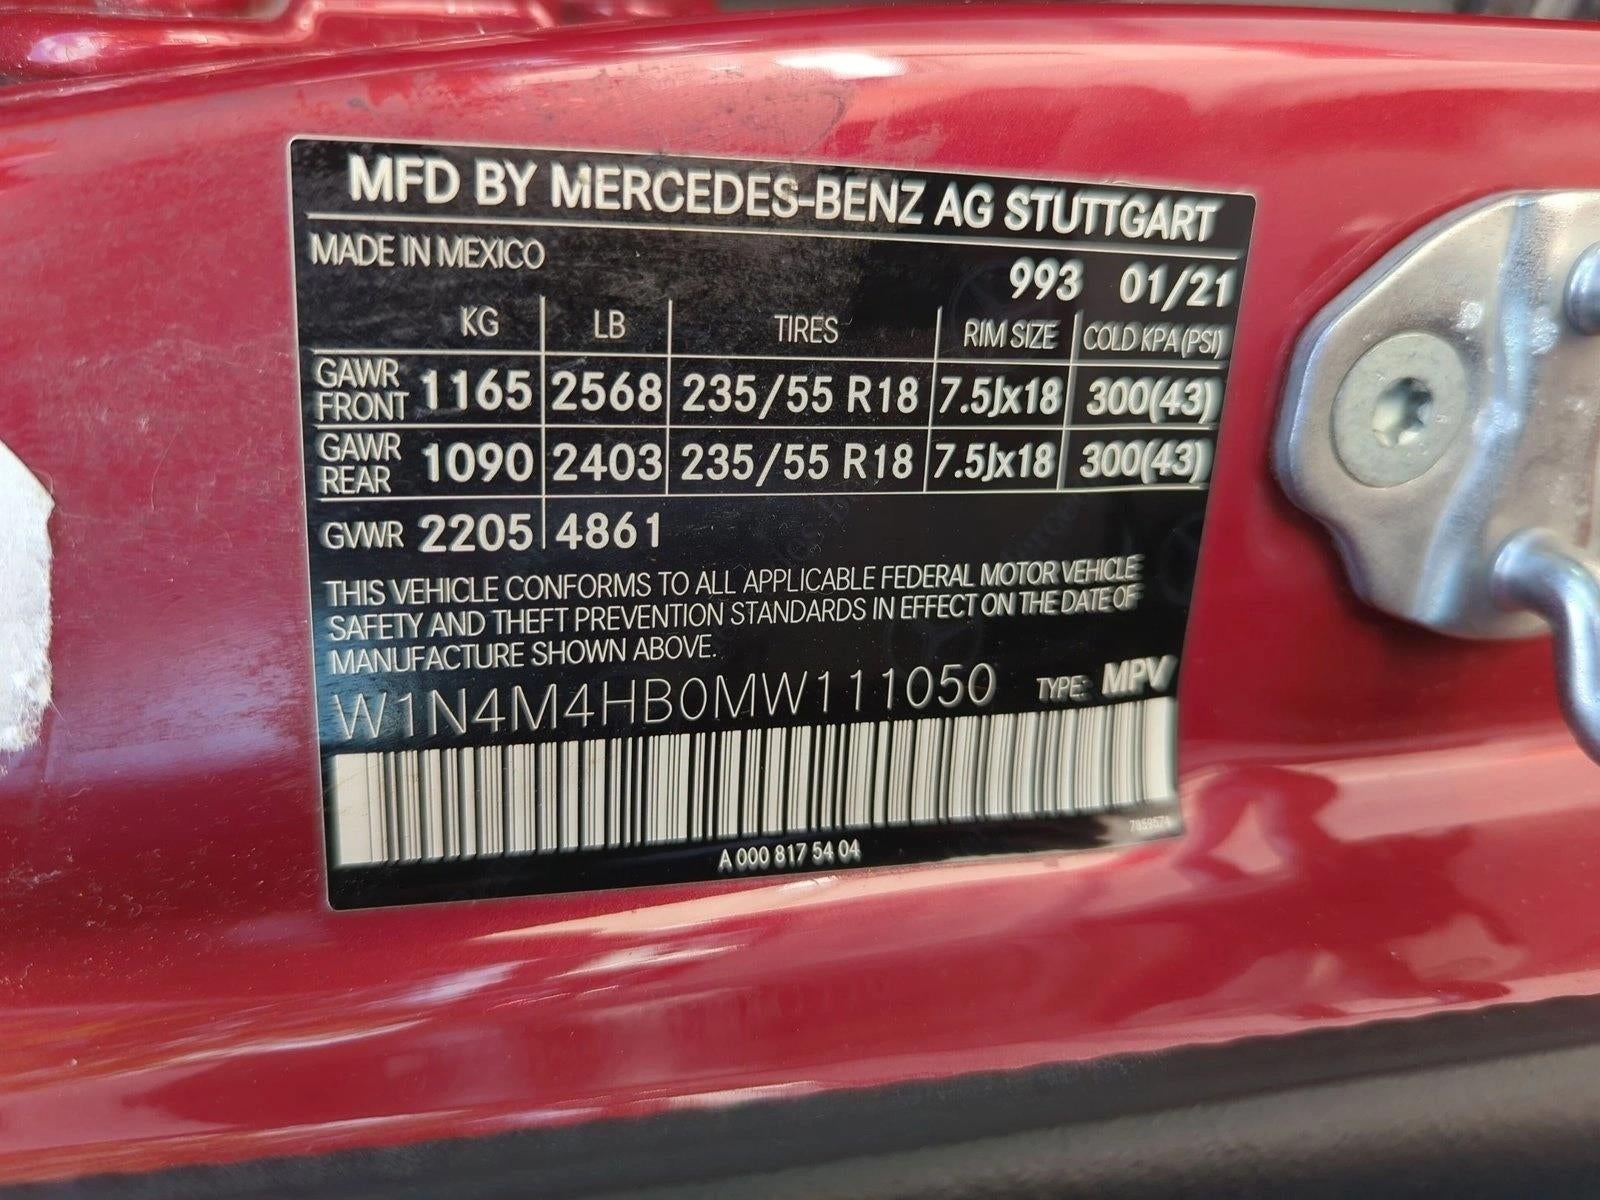 MFD BY MERCEDES-BENZ AG STUTTGART
MADE IN MEXICO
993 01/21
KG LB TIRES RIM SIZE COLD KPA (PSI)
GAWR FRONT 1165 2568 235/55 R18 7.5Jx18 300(43)
GAWR REAR 1090 2403 235/55 R18 7.5Jx18 300(43)
GVWR 2205 4861
THIS VEHICLE CONFORMS TO ALL APPLICABLE FEDERAL MOTOR VEHICLE
SAFETY AND THEFT PREVENTION STANDARDS IN EFFECT ON THE DATE OF
MANUFACTURE SHOWN ABOVE.
W1N4M4HB0MW111050 TYPE: MPV
7859574
A 000 817 54 04